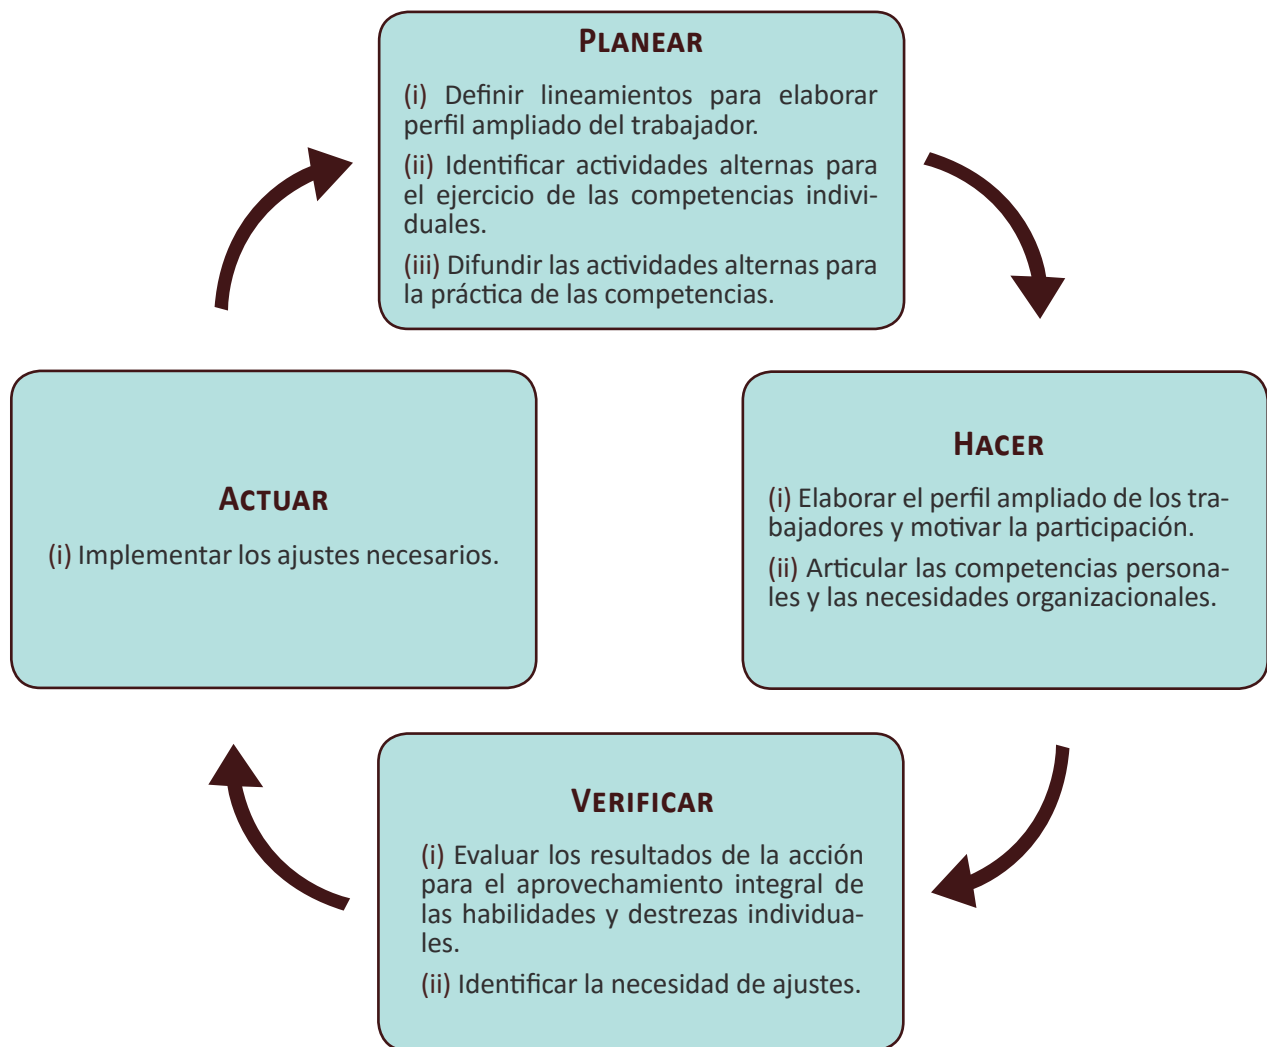 PLANEAR
(i) Definir lineamientos para elaborar
perfil ampliado del trabajador.
(ii) Identificar actividades alternas para
el ejercicio de las competencias indivi-
duales.
(iii) Difundir las actividades alternas para
la práctica de las competencias.
HACER
(i) Elaborar el perfil ampliado de los tra-
bajadores y motivar la participación.
(ii) Articular las competencias persona-
les y las necesidades organizacionales.
VERIFICAR
(i) Evaluar los resultados de la acción
para el aprovechamiento integral de
las habilidades y destrezas individua-
les.
(ii) Identificar la necesidad de ajustes.
ACTUAR
(i) Implementar los ajustes necesarios.